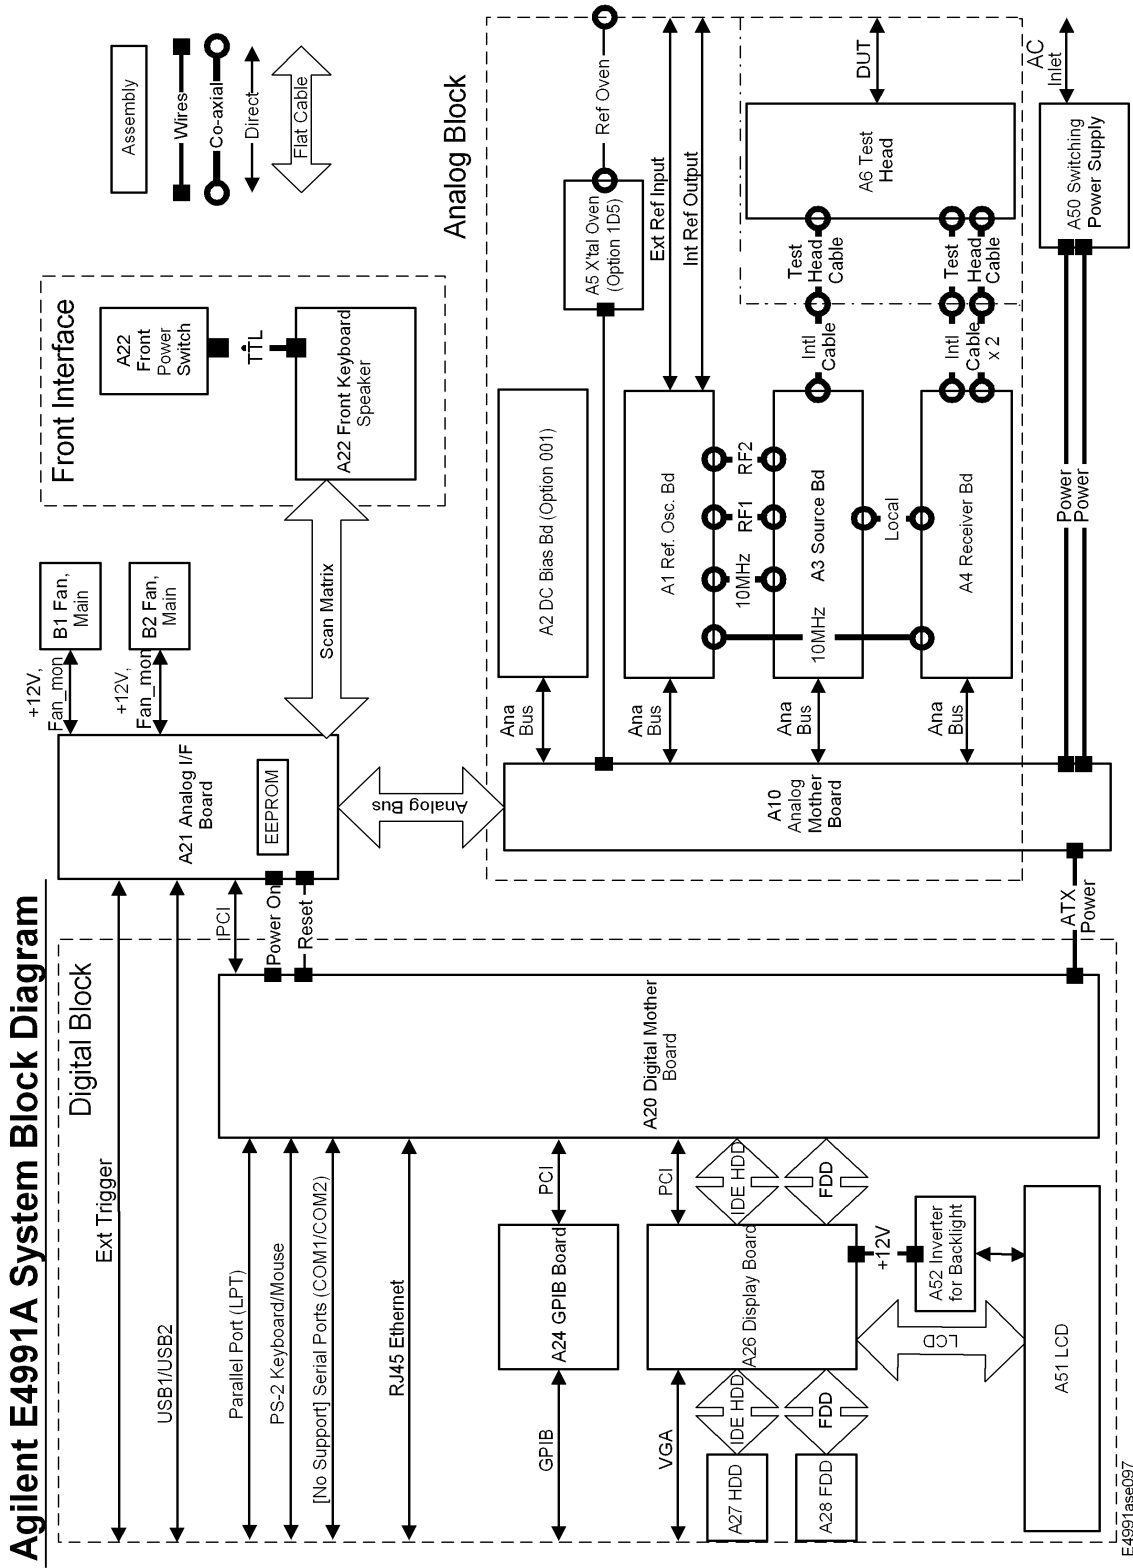 Agilent E4991A System Block Diagram
Assembly
Wires
Co-axial
Direct
Flat Cable
Front Interface
A22
Front
Power
Switch
TTL
A22 Front Keyboard
Speaker
Scan Matrix
B1 Fan,
Main
B2 Fan,
Main
+12V,
Fan_mon
+12V,
Fan_mon
A21 Analog I/F
Board
EEPROM
Analog Bus
Analog Block
Ref Oven
A5 X'tal Oven
(Option 1D5)
Ext Ref Input
Int Ref Output
DUT
AC
Inlet
A6 Test
Head
A50 Switching
Power Supply
Test
Head
Cable
Test
Head
Cable
Intl
Cable
Intl
Cable
x 2
A2 DC Bias Bd (Option 001)
A1 Ref. Osc. Bd
RF2
RF1
10MHz
A3 Source Bd
10MHz
Local
A4 Receiver Bd
Power
Power
Ana
Bus
Ana
Bus
Ana
Bus
Ana
Bus
A10
Analog
Mother
Board
ATX
Power
Digital Block
PCI
Power On
Reset
Ext Trigger
USB1/USB2
A20 Digital Mother
Board
Parallel Port (LPT)
PS-2 Keyboard/Mouse
[No Support] Serial Ports (COM1/COM2)
RJ45 Ethernet
PCI
A24 GPIB Board
GPIB
PCI
IDE HDD
FDD
A26 Display Board
+12V
A52 Inverter
for Backlight
LCD
A51 LCD
VGA
IDE HDD
FDD
A27 HDD
A28 FDD
E4991ase097